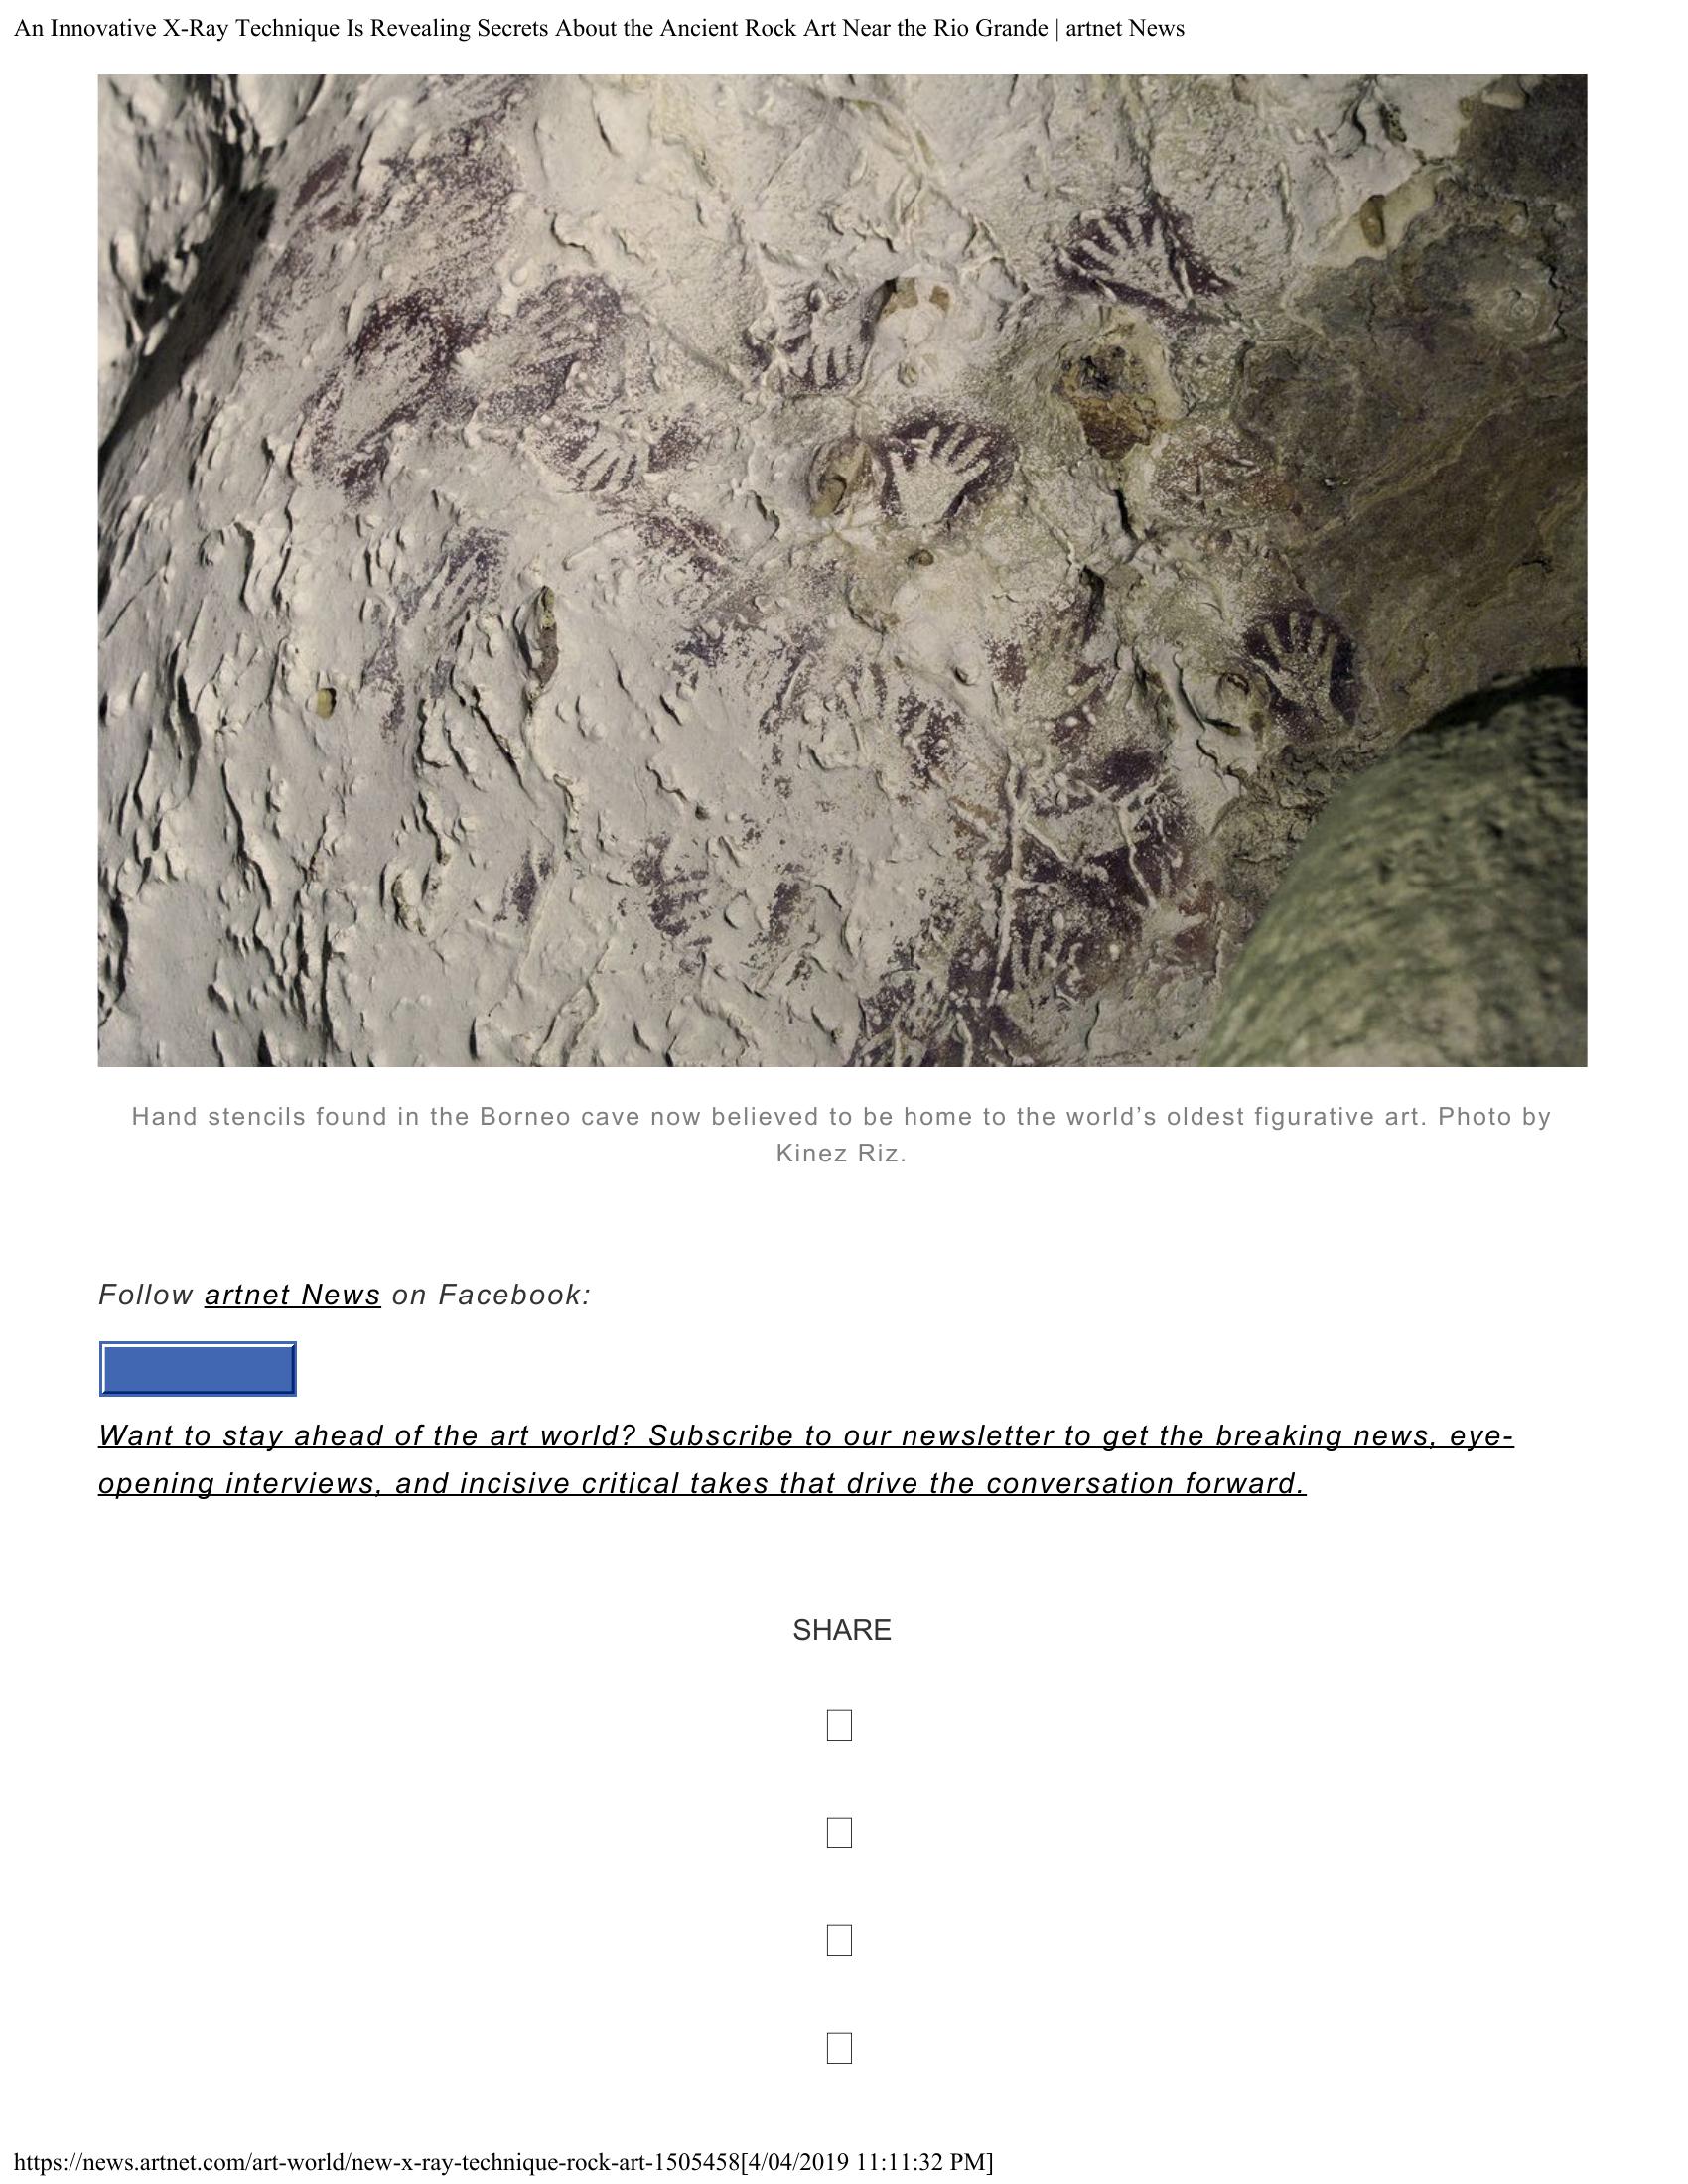 An Innovative X-Ray Technique Is Revealing Secrets About the Ancient Rock Art Near the Rio Grande | artnet News
Hand stencils found in the Borneo cave now believed to be home to the world’s oldest figurative art. Photo by
Kinez Riz.
Follow artnet News on Facebook:
Want to stay ahead of the art world? Subscribe to our newsletter to get the breaking news, eye-
opening interviews, and incisive critical takes that drive the conversation forward.
SHARE
https://news.artnet.com/art-world/new-x-ray-technique-rock-art-1505458[4/04/2019 11:11:32 PM]